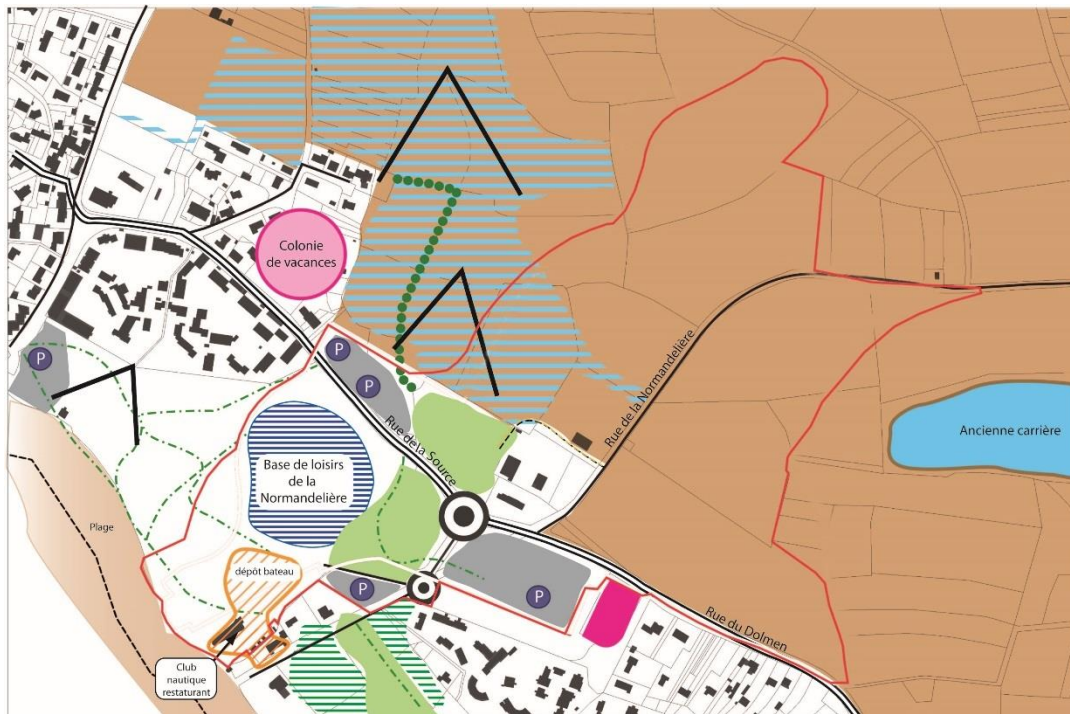 Colonie
de vacances
P
P
P
Rue de la Normandelière
Rue de la Source
Ancienne carrière
Base de loisirs
de la
Normandelière
Plage
dépôt bateau
P
P
Rue du Dolmen
Club
nautique
restaturant